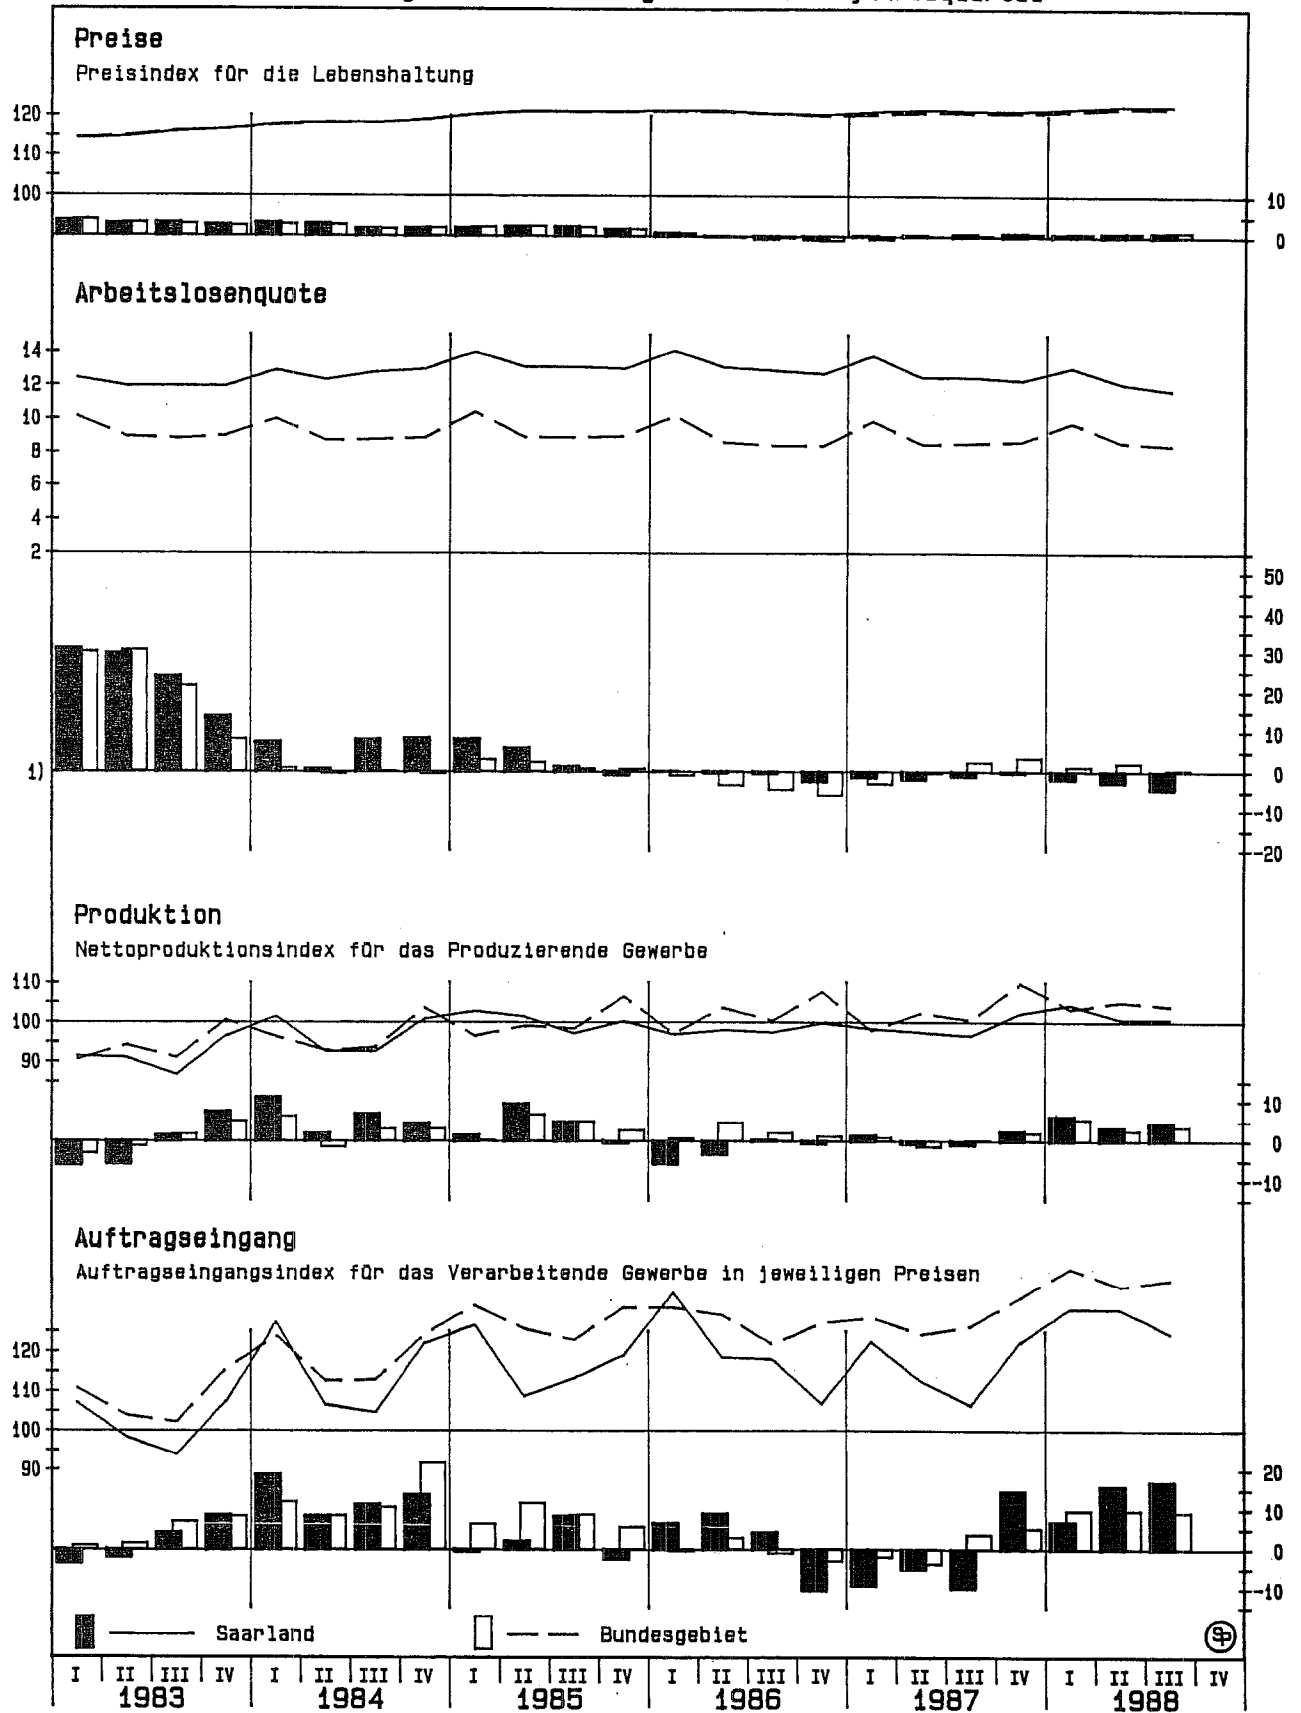 Preise
Preisindex für die Lebenshaltung
120
110
100
10
0
Arbeitslosenquote
14
12
10
8
6
4
2
50
40
30
20
10
0
-10
-20
1)
Produktion
Nettoproduktionsindex für das Produzierende Gewerbe
110
100
90
10
0
-10
Auftragseingang
Auftragseingangsindex für das Verarbeitende Gewerbe in jeweiligen Preisen
120
110
100
90
20
10
0
-10
Saarland
Bundesgebiet
SP
I II III IV I II III IV I II III IV I II III IV I II III IV I II III IV
1983 1984 1985 1986 1987 1988